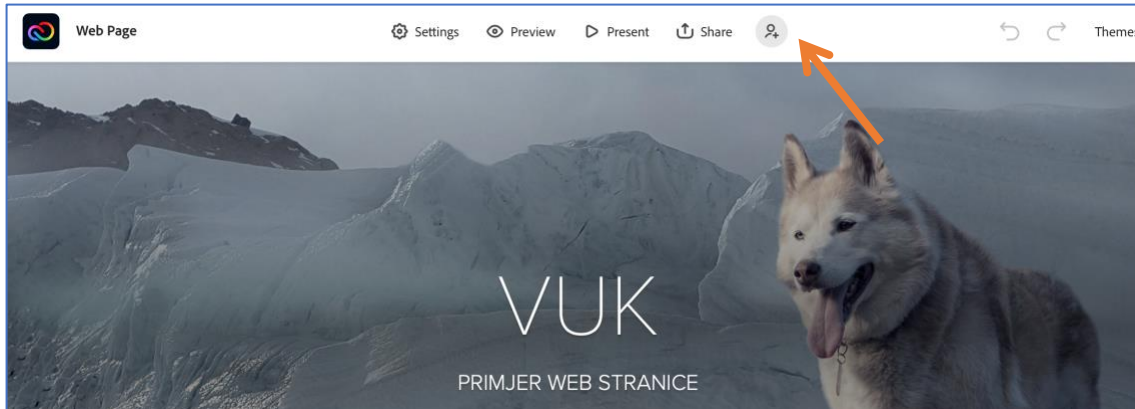 Web Page Settings Preview Present Share Themes
VUK
PRIMJER WEB STRANICE